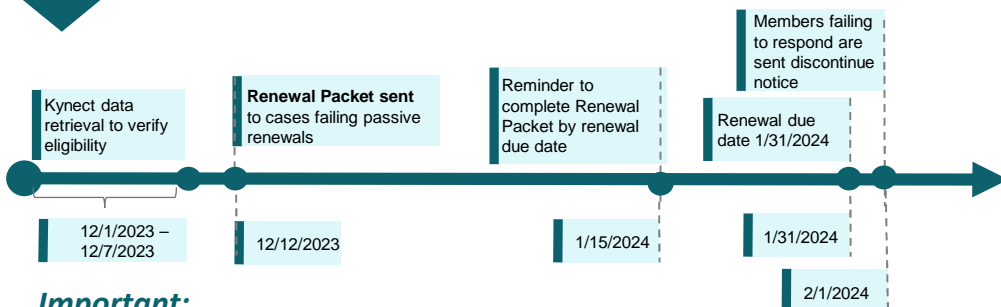 Members failing
to respond are
sent discontinue
notice
Kynect data
retrieval to verify
eligibility
Renewal Packet sent
to cases failing passive
renewals
Reminder to
complete Renewal
Packet by renewal
due date
Renewal due
date 1/31/2024
12/1/2023 –
12/7/2023
12/12/2023
1/15/2024
1/31/2024
2/1/2024
Important: